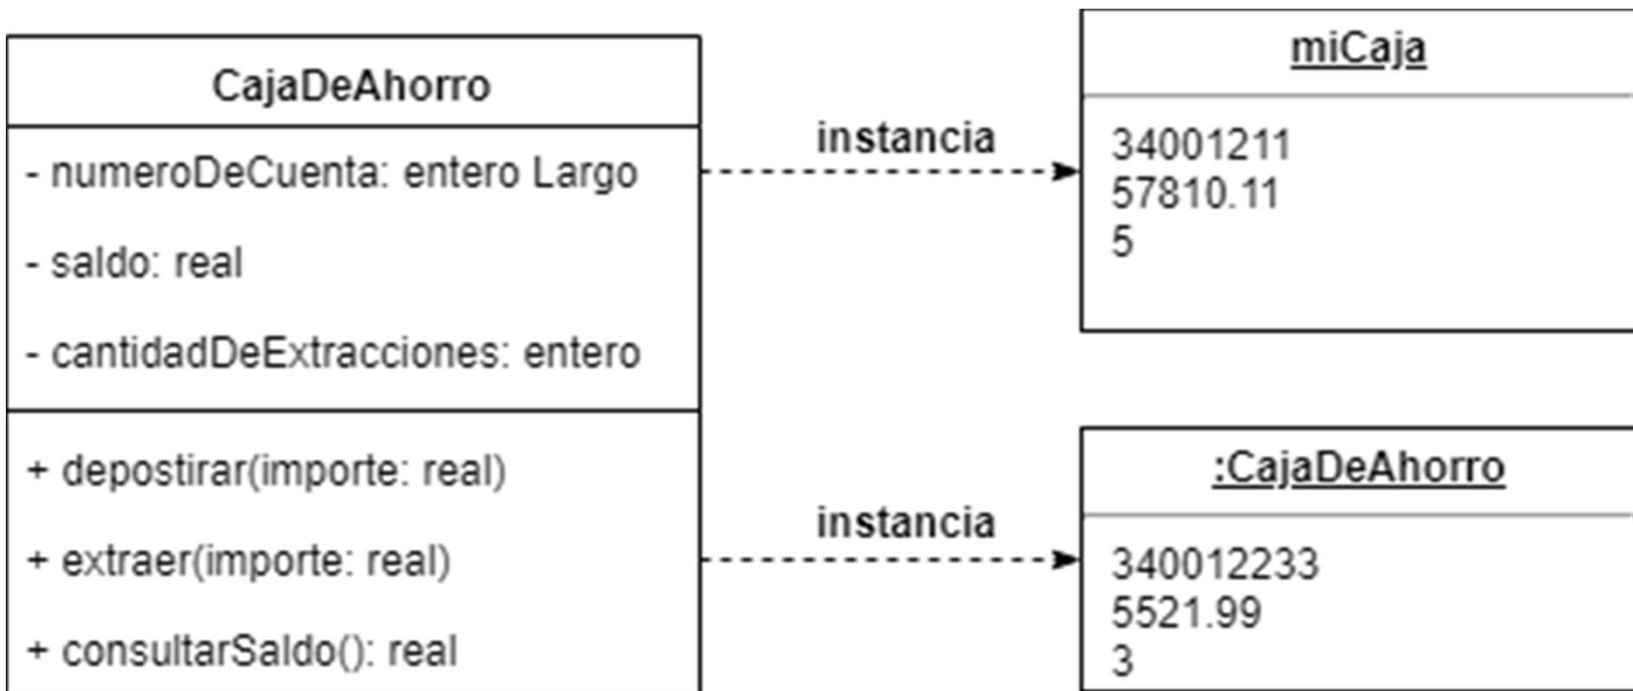 CajaDeAhorro
- numeroDeCuenta: entero Largo
- saldo: real
- cantidadDeExtracciones: entero
+ depostirar(importe: real)
+ extraer(importe: real)
+ consultarSaldo(): real
instancia
instancia
miCaja
34001211
57810.11
5
:CajaDeAhorro
340012233
5521.99
3